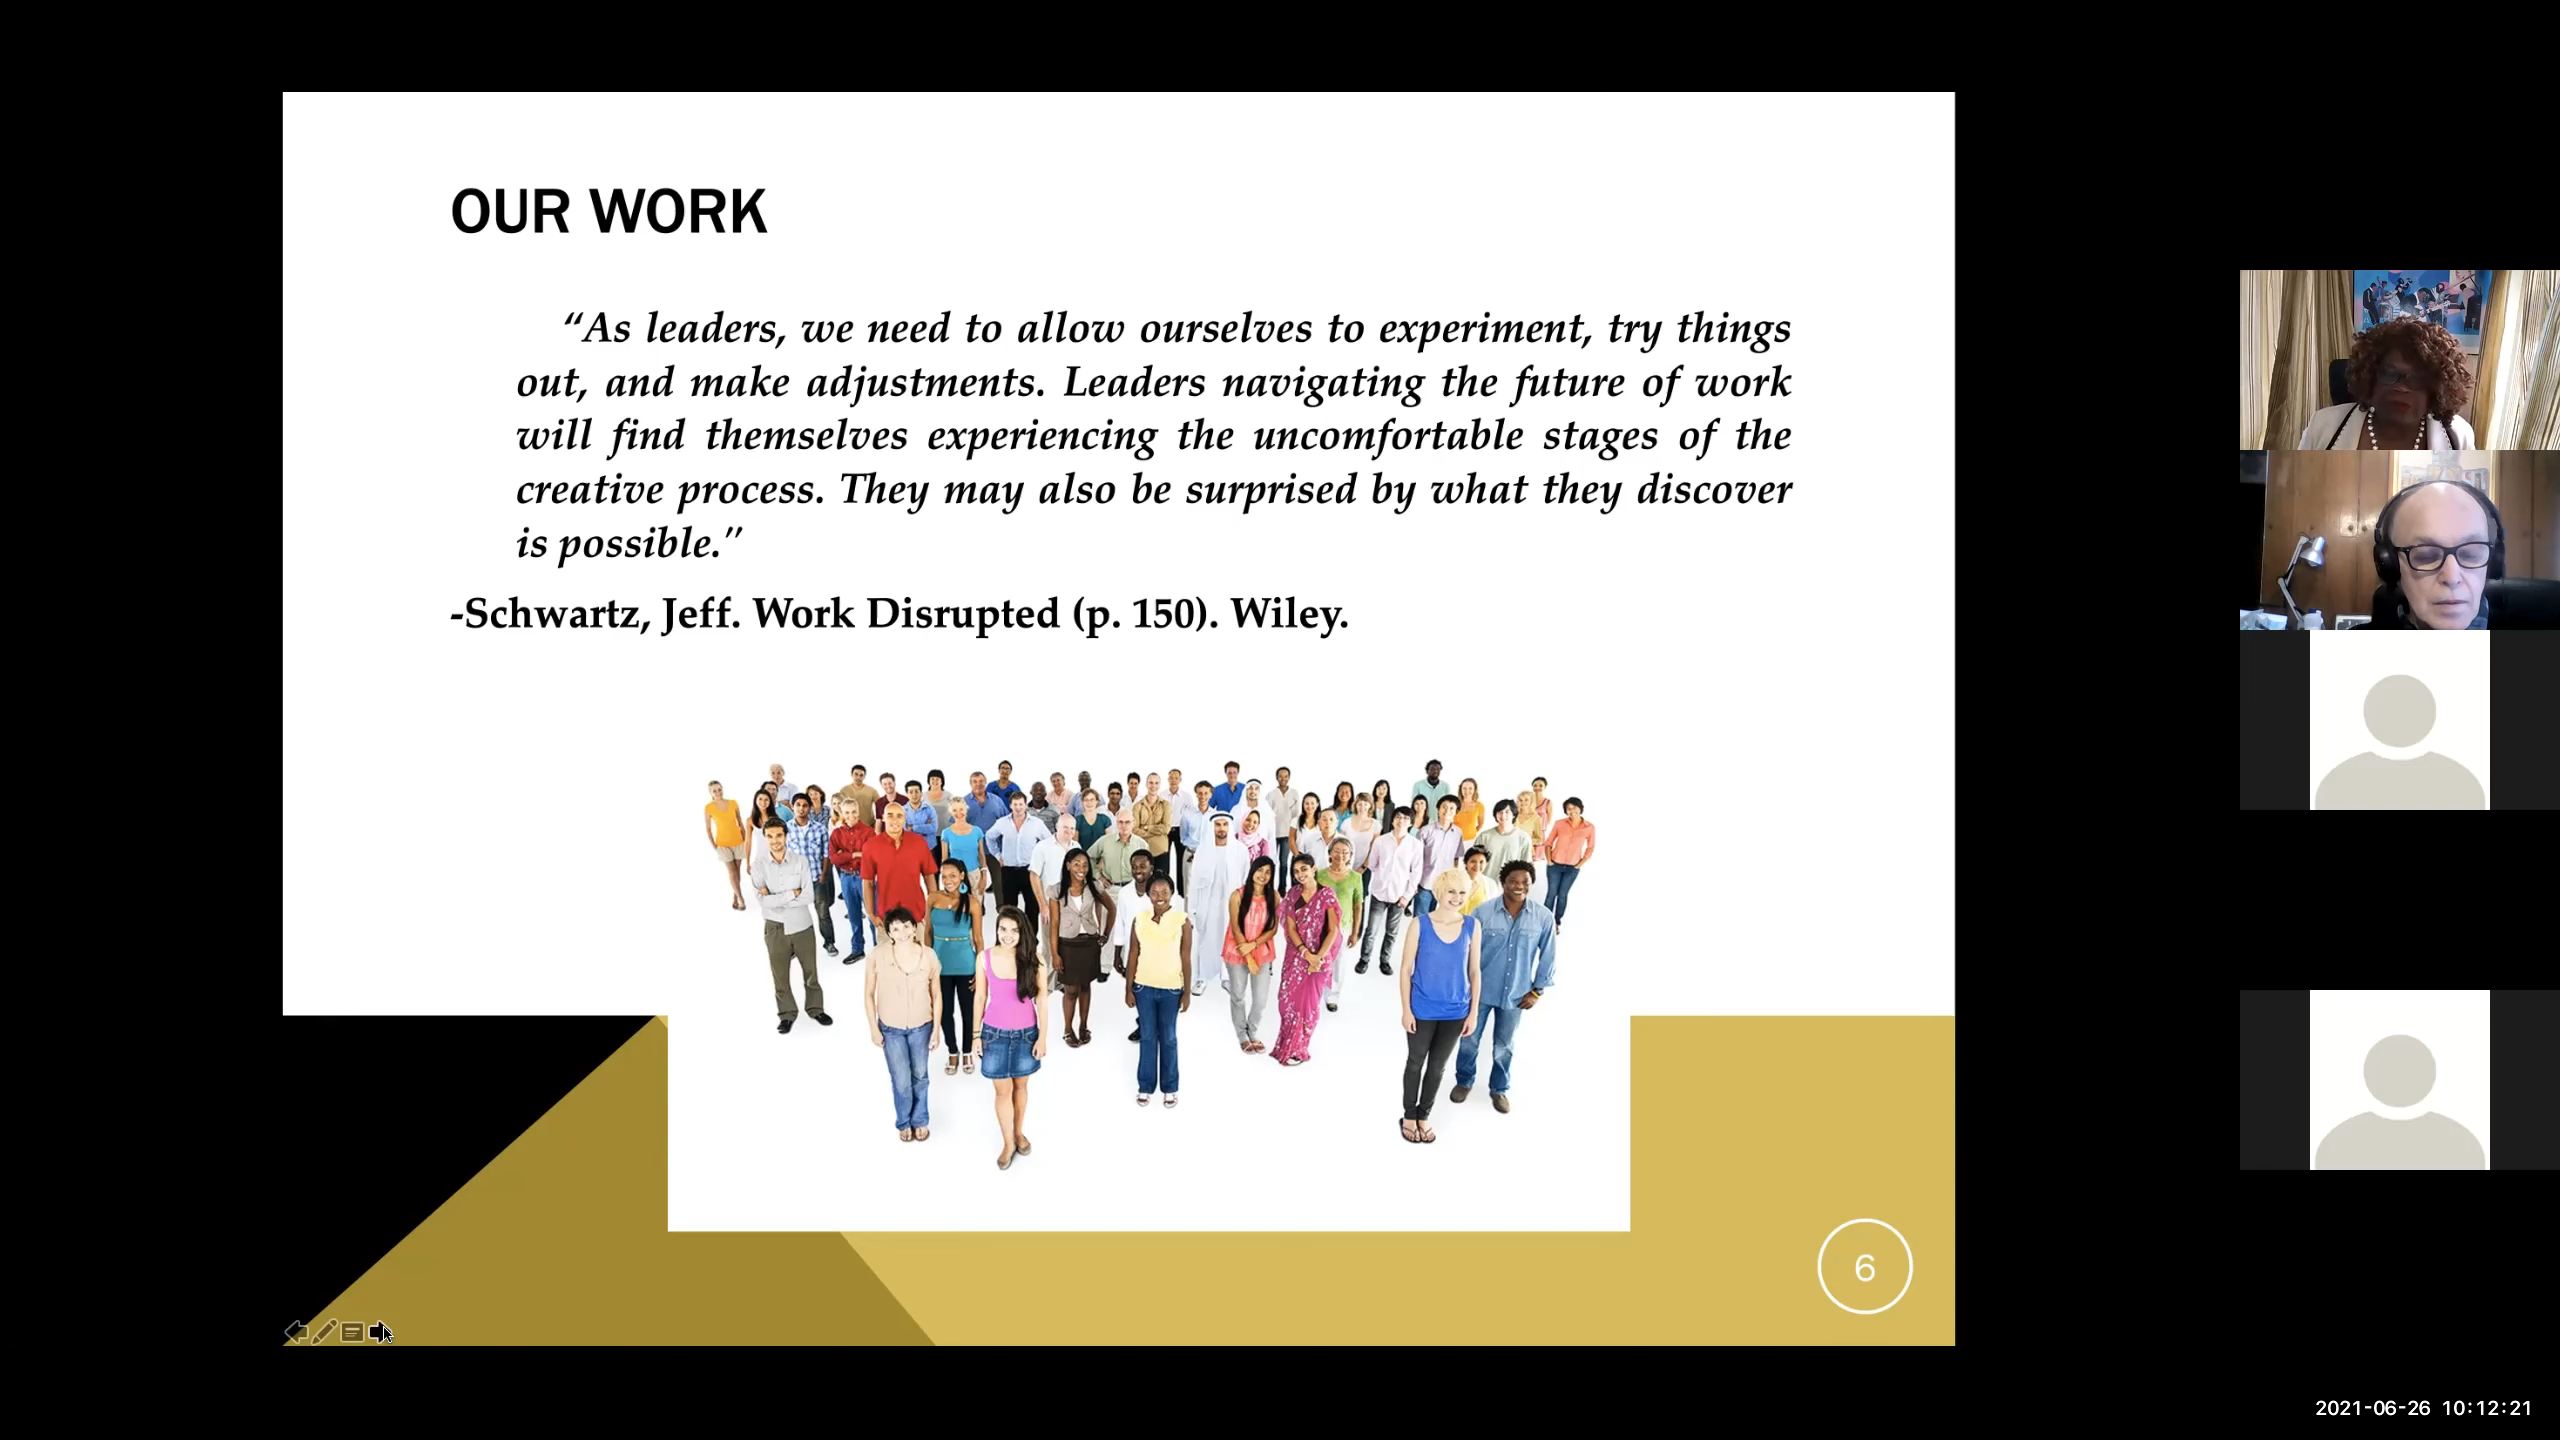 OUR WORK
“As leaders, we need to allow ourselves to experiment, try things
out, and make adjustments. Leaders navigating the future of work
will find themselves experiencing the uncomfortable stages of the
creative process. They may also be surprised by what they discover
is possible."
-Schwartz, Jeff. Work Disrupted (p. 150). Wiley.
6
2021-06-26 10:12:21